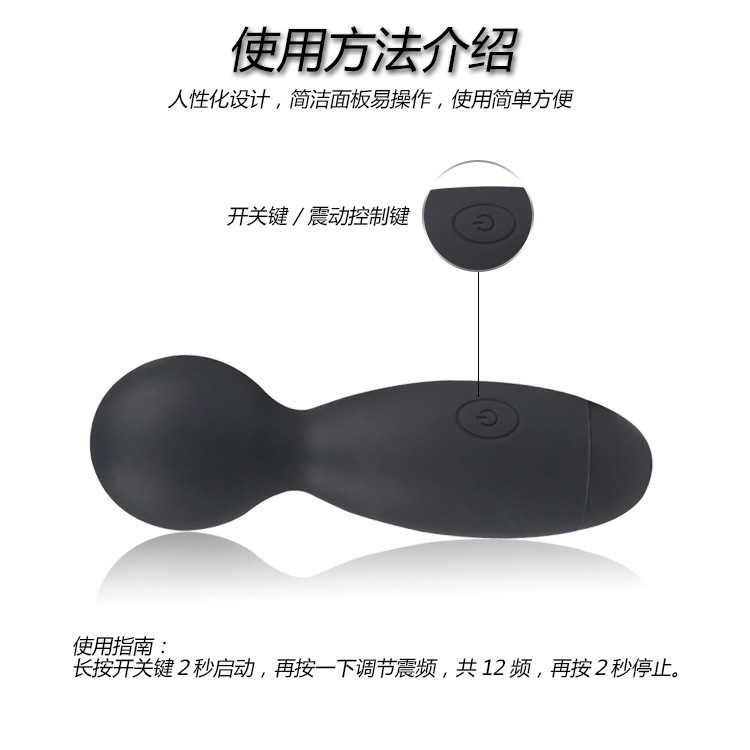 使用方法介绍
人性化设计，简洁面板易操作，使用简单方便
开关键 / 震动控制键
使用指南：
长按开关键 2 秒启动，再按一下调节震频，共 12 频，再按 2 秒停止。